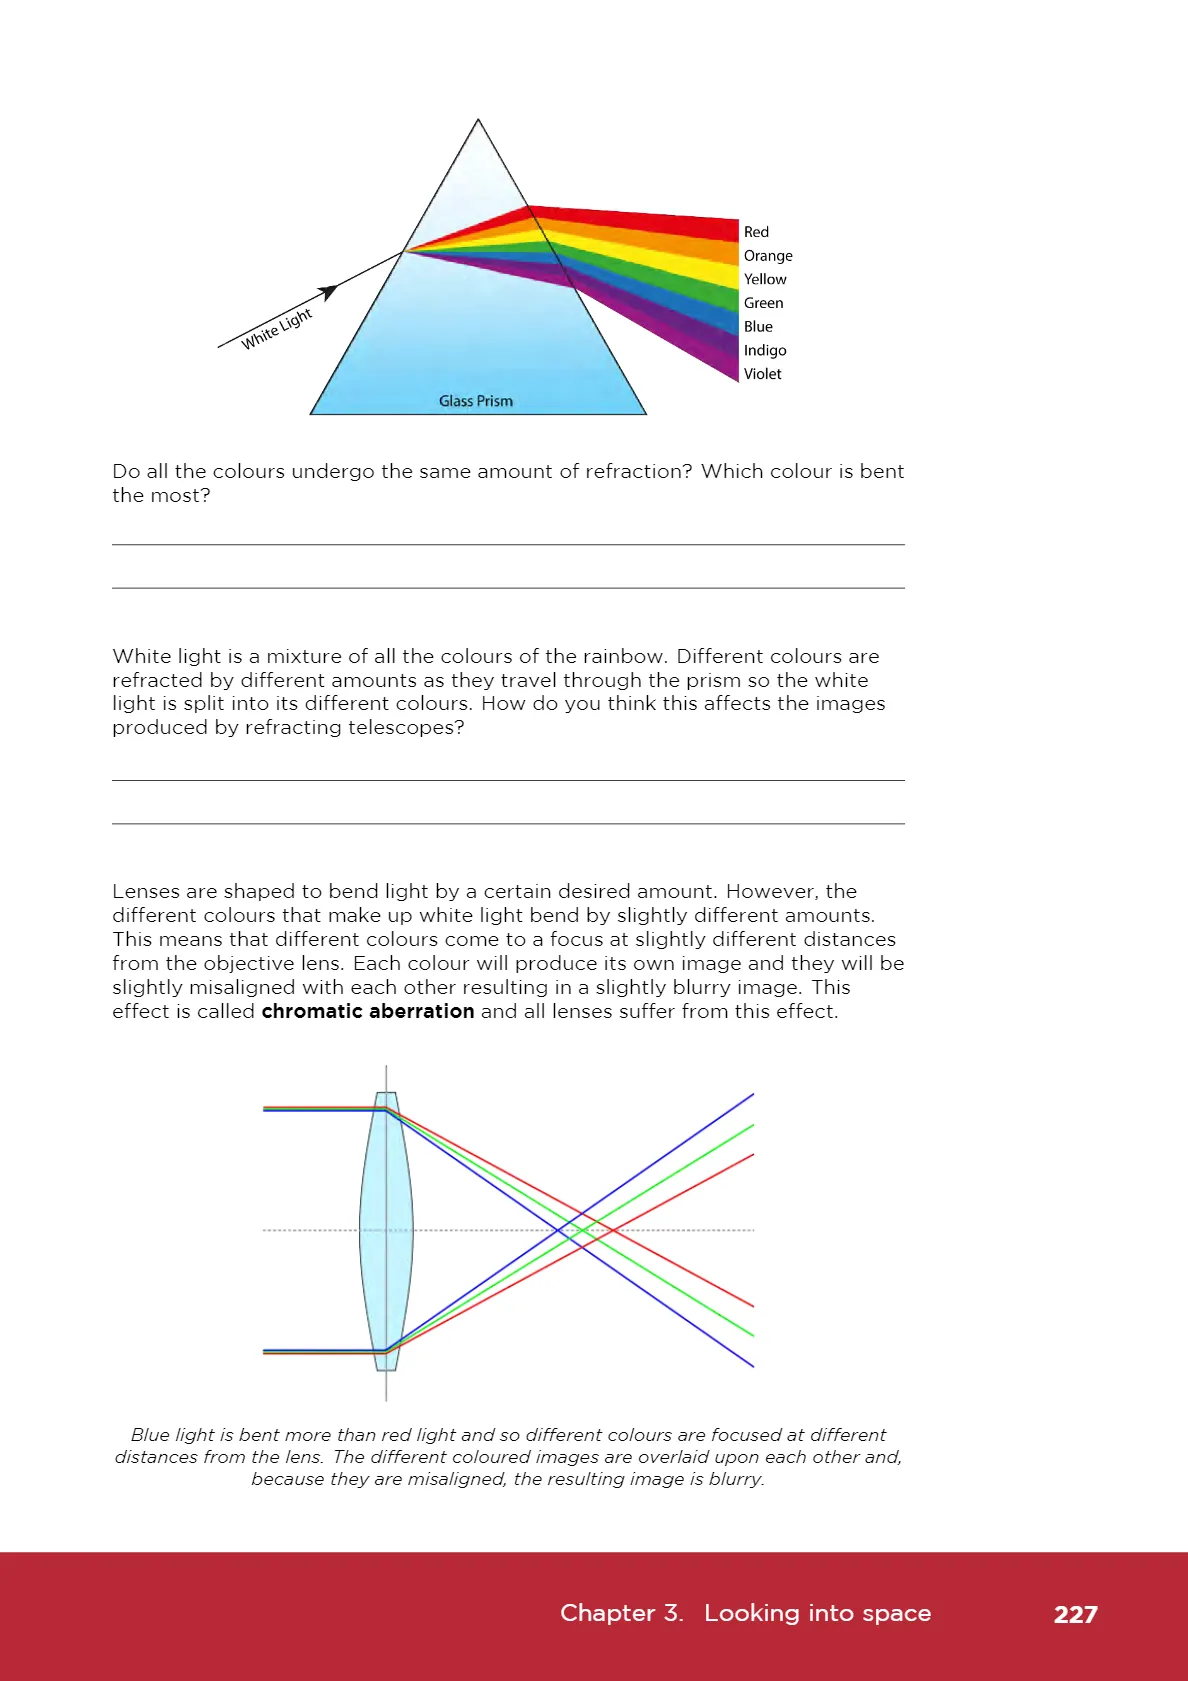 Red
Orange
Yellow
Green
Blue
Indigo
Violet
White Light
Glass Prism
Do all the colours undergo the same amount of refraction? Which colour is bent
the most?
White light is a mixture of all the colours of the rainbow. Different colours are
refracted by different amounts as they travel through the prism so the white
light is split into its different colours. How do you think this affects the images
produced by refracting telescopes?
Lenses are shaped to bend light by a certain desired amount. However, the
different colours that make up white light bend by slightly different amounts.
This means that different colours come to a focus at slightly different distances
from the objective lens. Each colour will produce its own image and they will be
slightly misaligned with each other resulting in a slightly blurry image. This
effect is called chromatic aberration and all lenses suffer from this effect.
Blue light is bent more than red light and so different colours are focused at different
distances from the lens. The different coloured images are overlaid upon each other and,
because they are misaligned, the resulting image is blurry.
Chapter 3. Looking into space 227